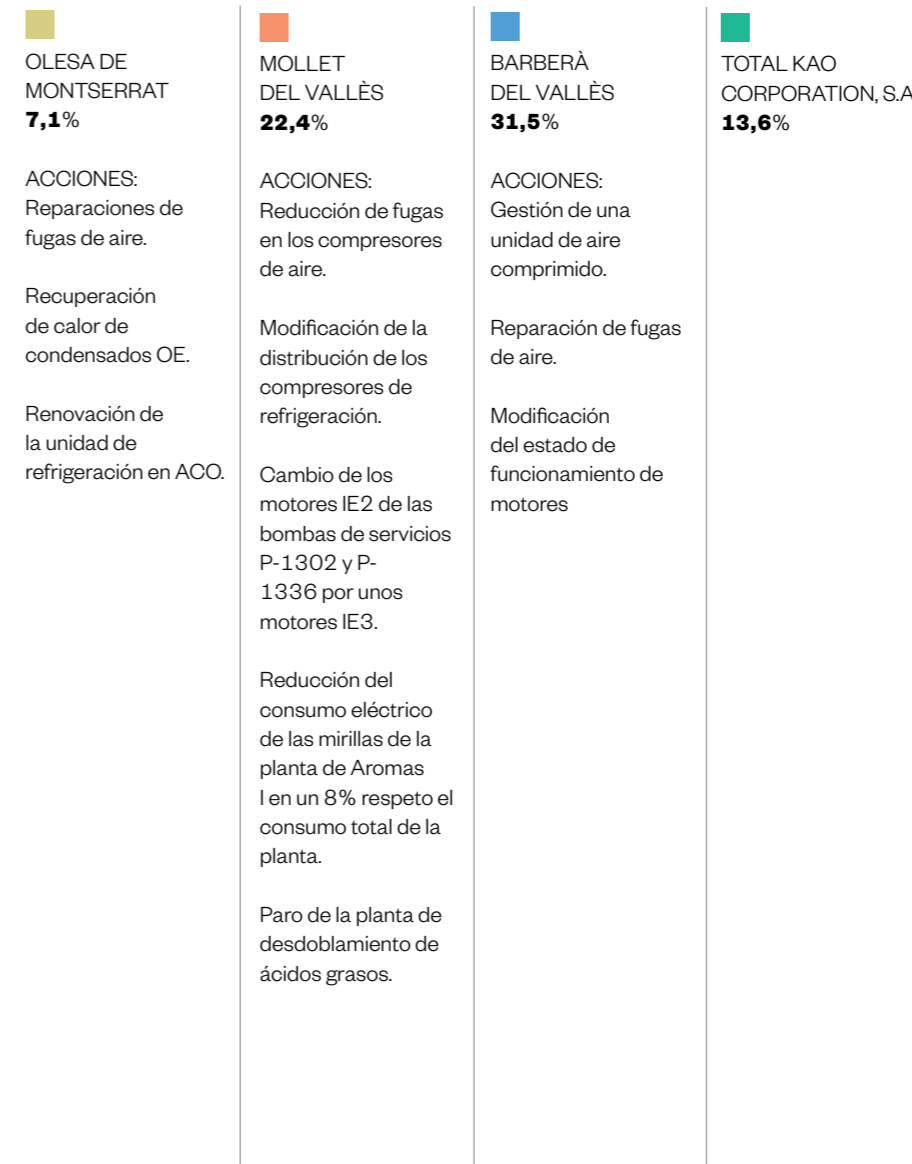 OLESA DE
MONTSERRAT
7,1%
ACCIONES:
Reparaciones de
fugas de aire.
Recuperación
de calor de
condensados OE.
Renovación de
la unidad de
refrigeración en ACO.
MOLLET
DEL VALLÈS
22,4%
ACCIONES:
Reducción de fugas
en los compresores
de aire.
Modificación de la
distribución de los
compresores de
refrigeración.
Cambio de los
motores IE2 de las
bombas de servicios
P-1302 y P-
1336 por unos
motores IE3.
Reducción del
consumo eléctrico
de las mirillas de la
planta de Aromas
I en un 8% respeto el
consumo total de la
planta.
Paro de la planta de
desdoblamiento de
ácidos grasos.
BARBERÀ
DEL VALLÈS
31,5%
ACCIONES:
Gestión de una
unidad de aire
comprimido.
Reparación de fugas
de aire.
Modificación
del estado de
funcionamiento de
motores
TOTAL KAO
CORPORATION, S.A
13,6%